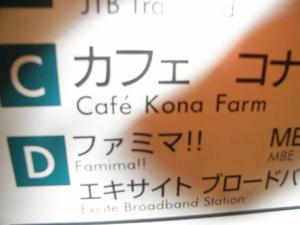 JTB
C カフェ コナ
Café Kona Farm
D ファミマ!! ME
Famima!! MBE
エキサイト ブロードバ
Excite Broadband Station